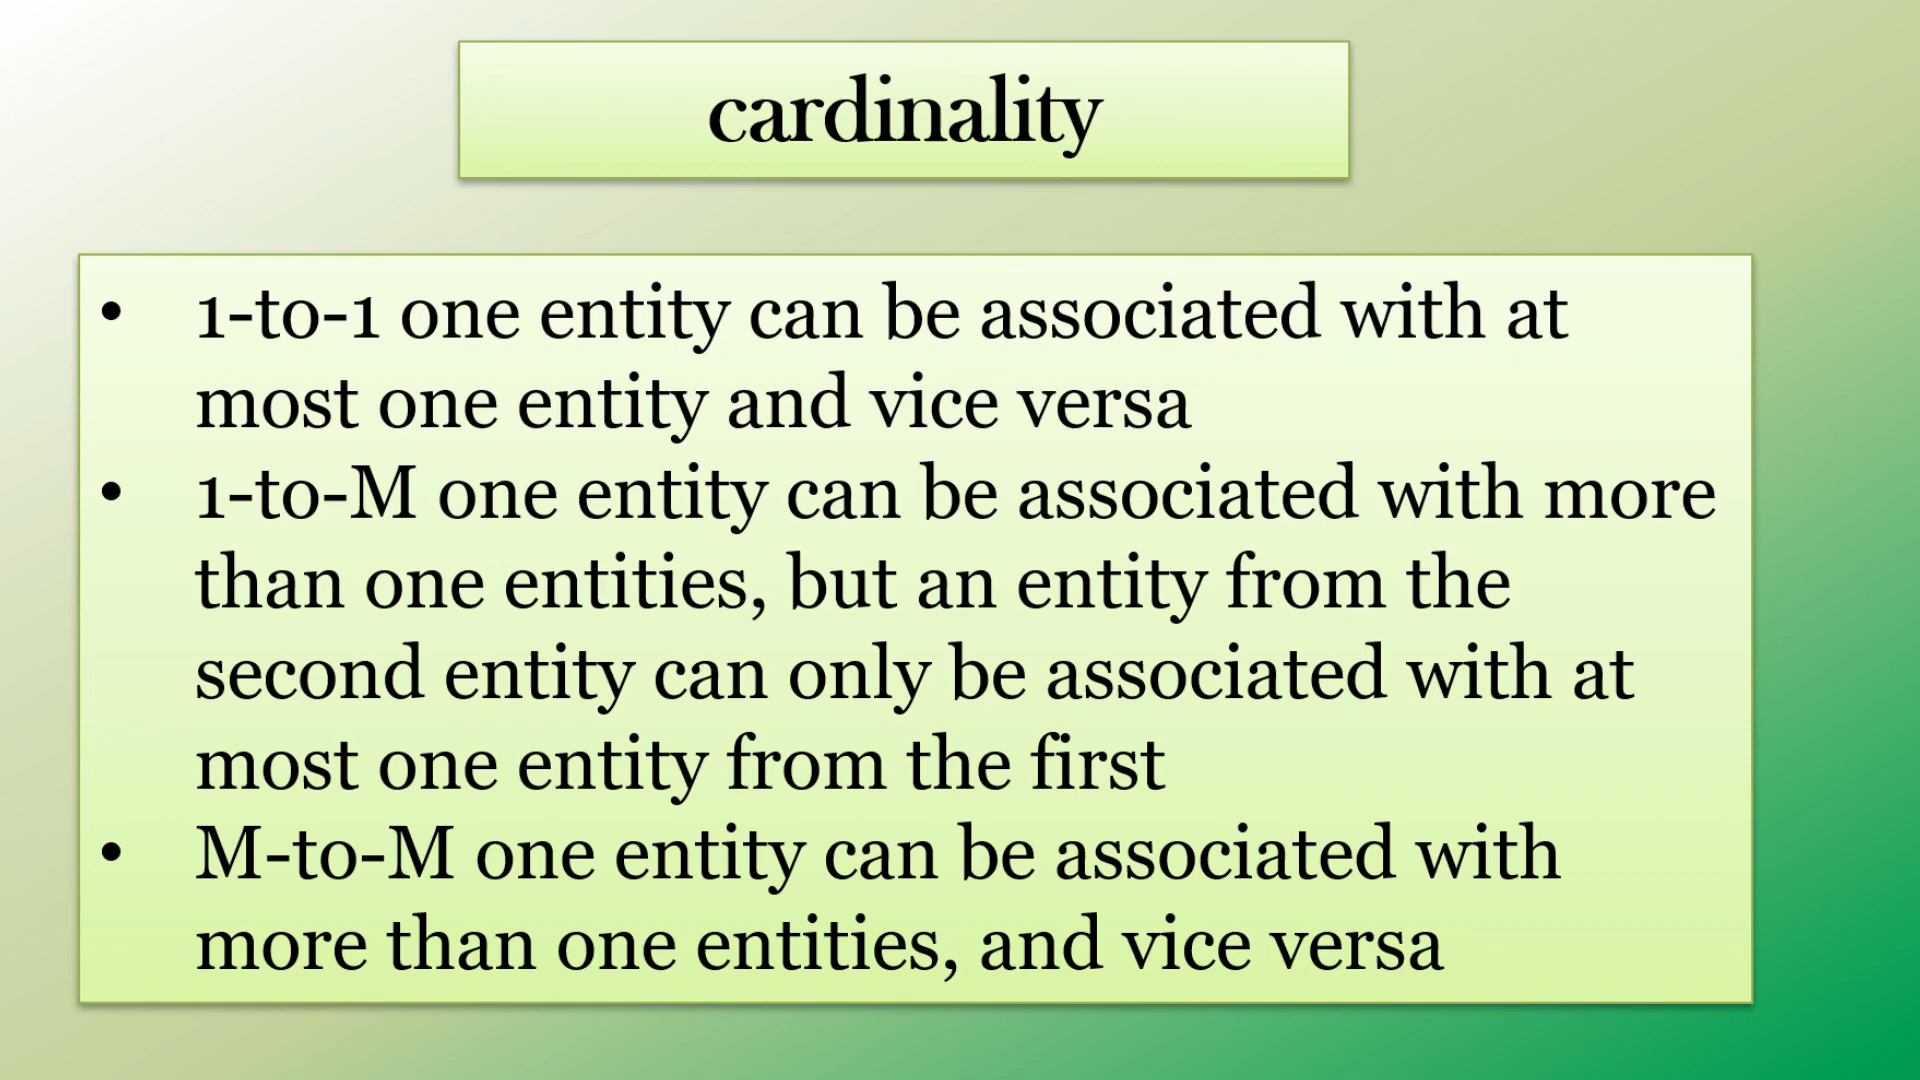 cardinality
• 1-to-1 one entity can be associated with at
most one entity and vice versa
• 1-to-M one entity can be associated with more
than one entities, but an entity from the
second entity can only be associated with at
most one entity from the first
• M-to-M one entity can be associated with
more than one entities, and vice versa